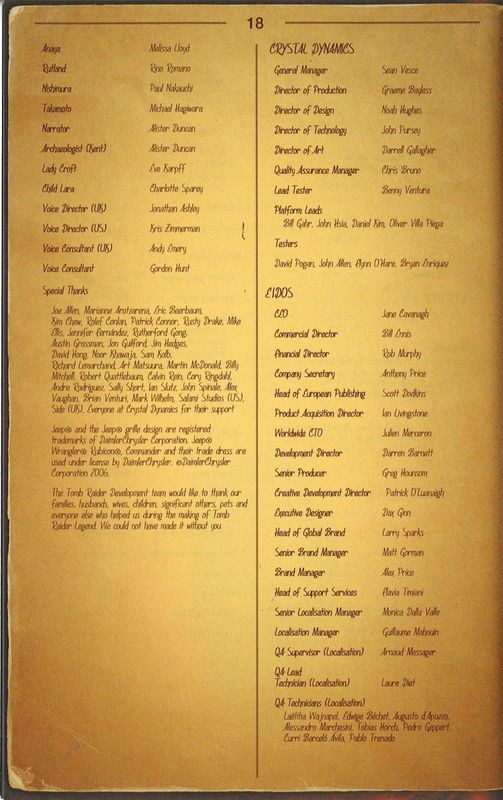 18
Anaya Melissa Lloyd
Rutland Rino Romano
Nishimura Paul Nakauchi
Takamoto Michael Hagiwara
Narrator Alister Duncan
Archaeologist (Kent) Alister Duncan
Lady Croft Eve Karpff
Child Lara Charlotte Sparey
Voice Director (UK) Jonathan Ashley
Voice Director (US) Kris Zimmerman
Voice Consultant (UK) Andy Emery
Voice Consultant Gordon Hunt
Special Thanks
Joe Allen, Marianne Arotzarena, Eric Beerbaum,
Kim Chew, Rolef Conlan, Patrick Connor, Rusty Drake, Mike
Ellis, Jennifer Fernández, Rutherford Gong,
Austin Grossman, Jon Guilford, Jim Hedges,
David Hong, Noor Khawaja, Sam Kolb,
Richard Lemarchand, Art Matsuura, Martin McDonald, Billy
Mitchell, Robert Quattlebaum, Calvin Rein, Cory Ringdahl,
Andre Rodriguez, Sally Short, Ian Slutz, John Spinale, Alex
Vaughan, Brian Venturi, Mark Wilhelm, Salami Studios (US),
Side (UK), Everyone at Crystal Dynamics for their support
Jeep® and the Jeep® grille design are registered
trademarks of DaimlerChrysler Corporation. Jeep®
Wrangler® Rubicon®, Commander and their trade dress are
used under license by DaimlerChrysler. ©DaimlerChrysler
Corporation 2006.
The Tomb Raider Development team would like to thank our
families, husbands, wives, children, significant others, pets and
everyone else who helped us during the making of Tomb
Raider Legend. We could not have made it without you
CRYSTAL DYNAMICS
General Manager Sean Vesce
Director of Production Graeme Bayless
Director of Design Noah Hughes
Director of Technology John Pursey
Director of Art Darrell Gallagher
Quality Assurance Manager Chris Bruno
Lead Tester Benny Ventura
Platform Leads
Bill Gahr, John Hsia, Daniel Kim, Oliver Villa Piega
Testers
David Pogan, John Allen, Flynn O'Hare, Bryan Enriquez
EIDOS
CEO Jane Cavanagh
Commercial Director Bill Ennis
Financial Director Rob Murphy
Company Secretary Anthony Price
Head of European Publishing Scott Dodkins
Product Acquisition Director Ian Livingstone
Worldwide CTO Julien Merceron
Development Director Darren Barnett
Senior Producer Greg Hounsom
Creative Development Director Patrick O'Luanaigh
Executive Designer Dax Ginn
Head of Global Brand Larry Sparks
Senior Brand Manager Matt Gorman
Brand Manager Alex Price
Head of Support Services Flavia Timiani
Senior Localisation Manager Monica Dalla Valle
Localisation Manager Guillaume Mahouin
QA Supervisor (Localisation) Arnaud Messager
QA Lead
Technician (Localisation) Laure Diet
QA Technicians (Localisation)
Laëtitia Wajnapel, Edwige Béchet, Augusto d'Apuzzo,
Alessandro Marchesini, Tobias Horch, Pedro Geppert,
Curri Barceló Ávila, Pablo Trenado